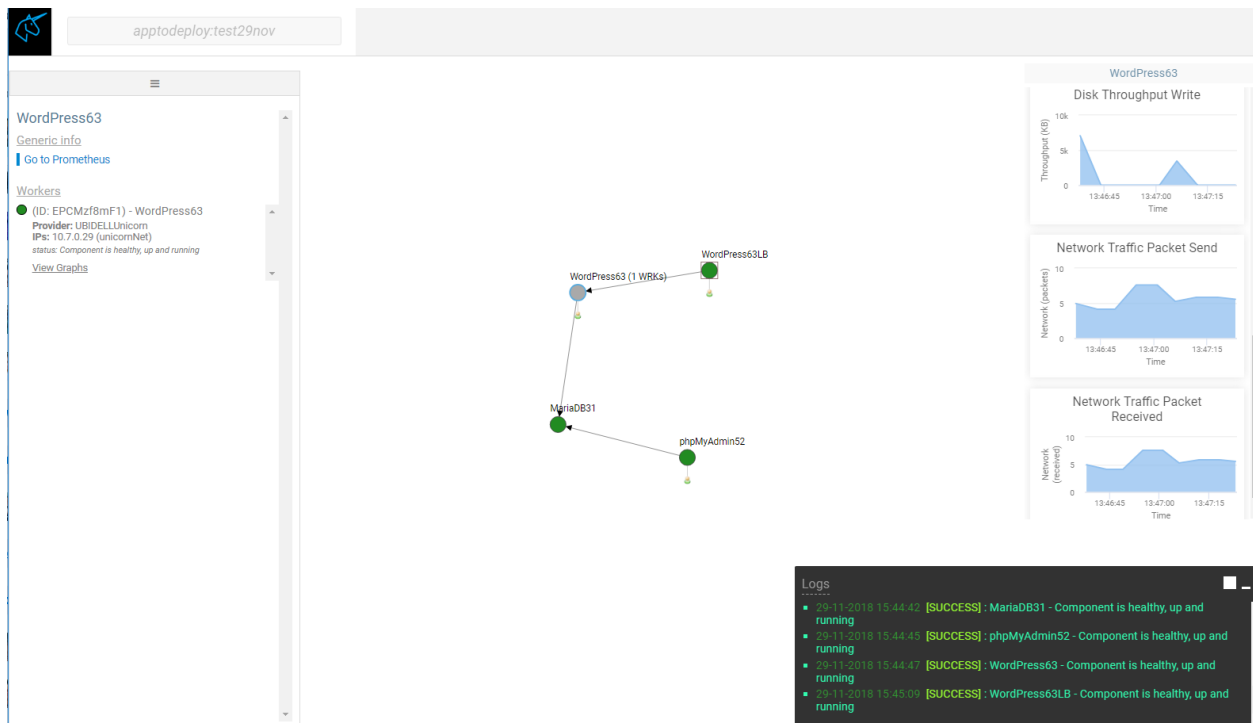 apptodeploy:test29nov
WordPress63
Generic info
Go to Prometheus
Workers
(ID: EPCMzf8mF1) - WordPress63
Provider: UBIDELLUnicorn
IPs: 10.7.0.29 (unicornNet)
status: Component is healthy, up and running
View Graphs
WordPress63LB
WordPress63 (1 WRKs)
MariaDB31
phpMyAdmin52
WordPress63
Disk Throughput Write
Throughput (KB)
10k
5k
0
13:46:45 13:47:00 13:47:15
Time
Network Traffic Packet Send
Network (packets)
10
5
0
13:46:45 13:47:00 13:47:15
Time
Network Traffic Packet
Received
Network
(received)
10
5
0
13:46:45 13:47:00 13:47:15
Time
Logs
29-11-2018 15:44:42 [SUCCESS] : MariaDB31 - Component is healthy, up and
running
29-11-2018 15:44:45 [SUCCESS] : phpMyAdmin52 - Component is healthy, up and
running
29-11-2018 15:44:47 [SUCCESS] : WordPress63 - Component is healthy, up and
running
29-11-2018 15:45:09 [SUCCESS] : WordPress63LB - Component is healthy, up and
running